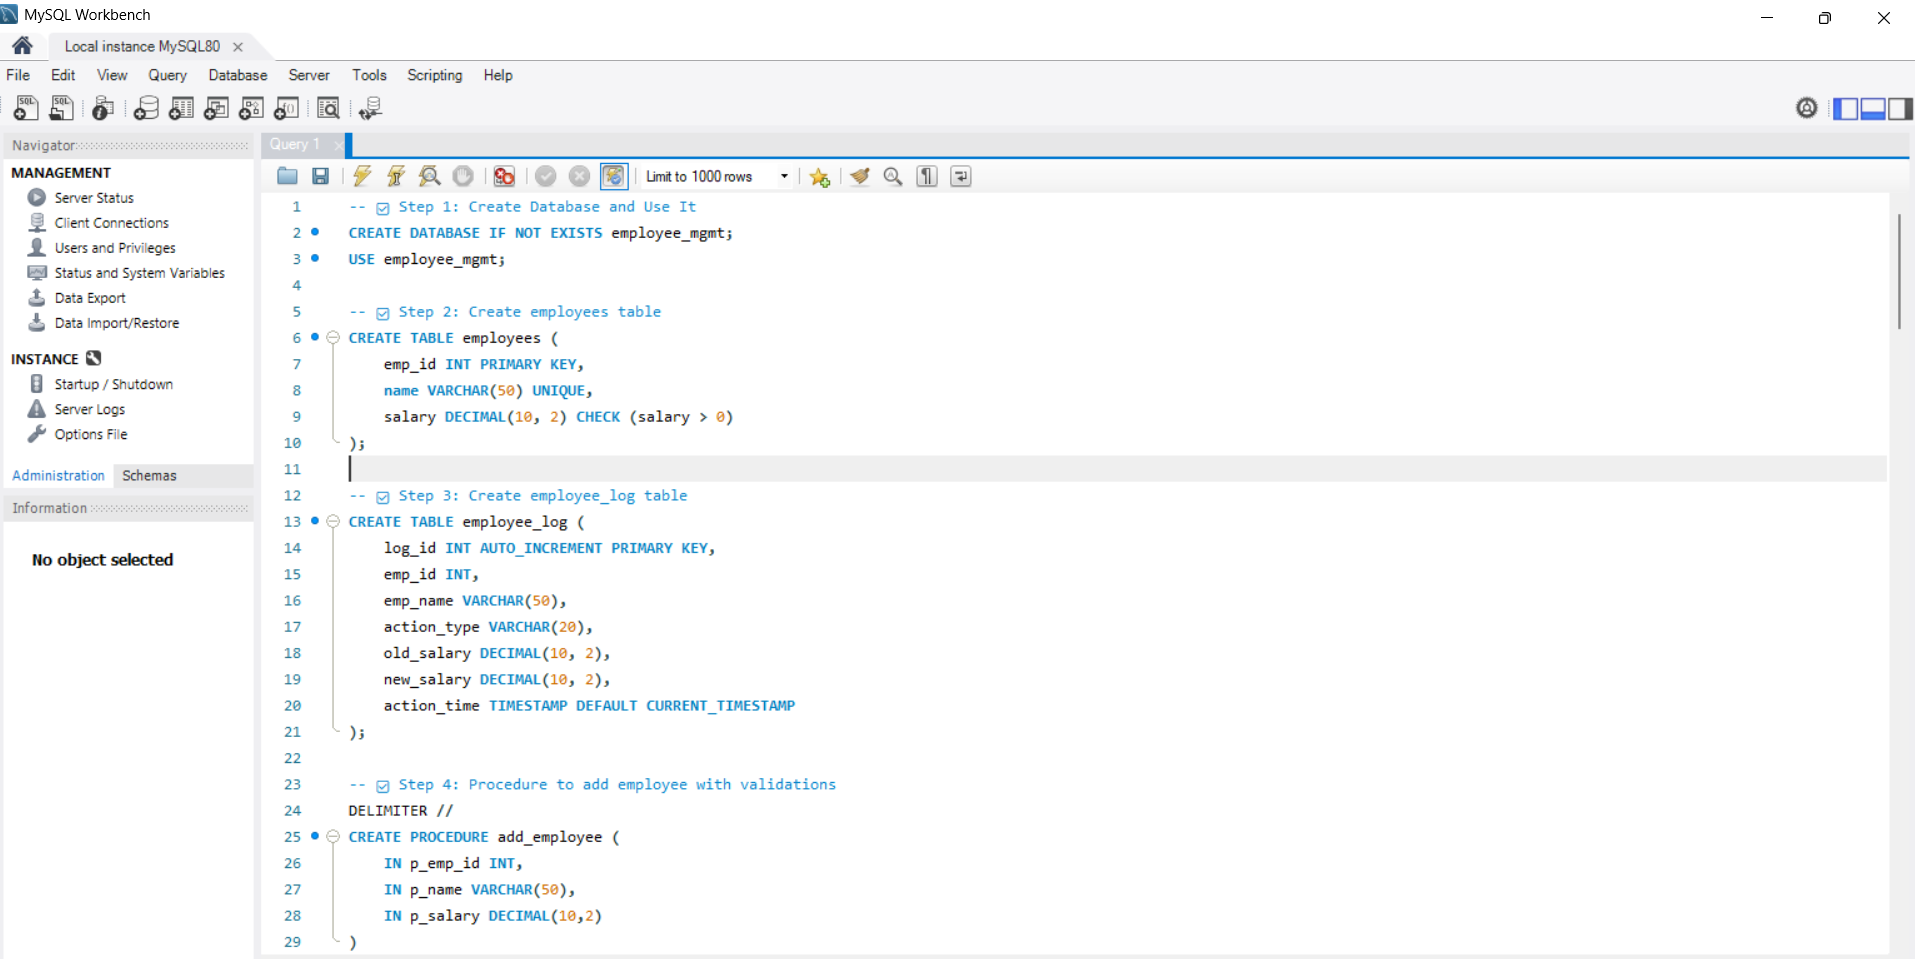 MySQL Workbench
Local instance MySQL80
File Edit View Query Database Server Tools Scripting Help
Navigator
MANAGEMENT
Server Status
Client Connections
Users and Privileges
Status and System Variables
Data Export
Data Import/Restore
INSTANCE
Startup / Shutdown
Server Logs
Options File
Administration Schemas
Information
No object selected
Query 1
Limit to 1000 rows
1 -- ☑ Step 1: Create Database and Use It
2 CREATE DATABASE IF NOT EXISTS employee_mgmt;
3 USE employee_mgmt;
4
5 -- ☑ Step 2: Create employees table
6 CREATE TABLE employees (
7 emp_id INT PRIMARY KEY,
8 name VARCHAR(50) UNIQUE,
9 salary DECIMAL(10, 2) CHECK (salary > 0)
10 );
11
12 -- ☑ Step 3: Create employee_log table
13 CREATE TABLE employee_log (
14 log_id INT AUTO_INCREMENT PRIMARY KEY,
15 emp_id INT,
16 emp_name VARCHAR(50),
17 action_type VARCHAR(20),
18 old_salary DECIMAL(10, 2),
19 new_salary DECIMAL(10, 2),
20 action_time TIMESTAMP DEFAULT CURRENT_TIMESTAMP
21 );
22
23 -- ☑ Step 4: Procedure to add employee with validations
24 DELIMITER //
25 CREATE PROCEDURE add_employee (
26 IN p_emp_id INT,
27 IN p_name VARCHAR(50),
28 IN p_salary DECIMAL(10,2)
29 )